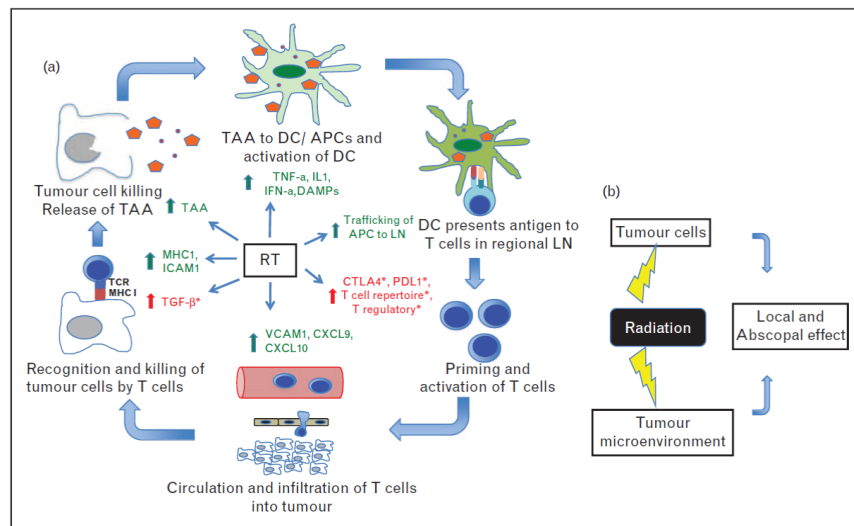 (a)
TAA to DC/ APCs and
activation of DC
TNF-a, IL1,
IFN-a,DAMPs
Tumour cell killing
Release of TAA
TAA
Trafficking of
APC to LN
DC presents antigen to
T cells in regional LN
RT
MHC1,
ICAM1
TCR
MHC I
TGF-β*
CTLA4*, PDL1*,
T cell repertoire*,
T regulatory*
VCAM1, CXCL9,
CXCL10
Recognition and killing of
tumour cells by T cells
Priming and
activation of T cells
Circulation and infiltration of T cells
into tumour
(b)
Tumour cells
Radiation
Local and
Abscopal effect
Tumour
microenvironment